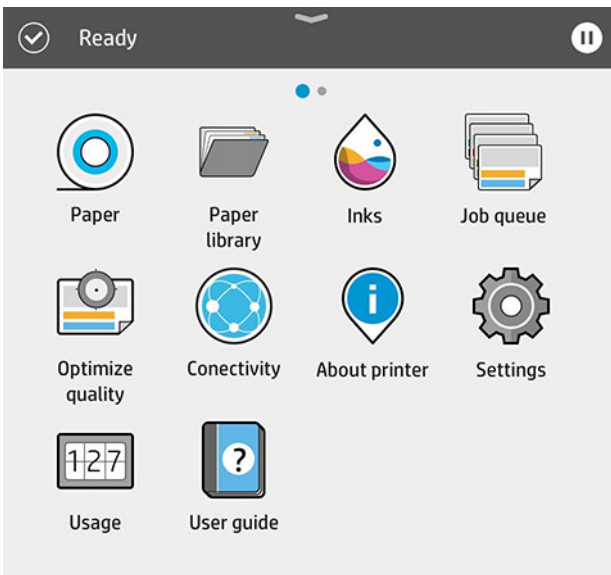 Ready
Paper
Paper
library
Inks
Job queue
Optimize
quality
Conectivity
About printer
Settings
127
Usage
?
User guide